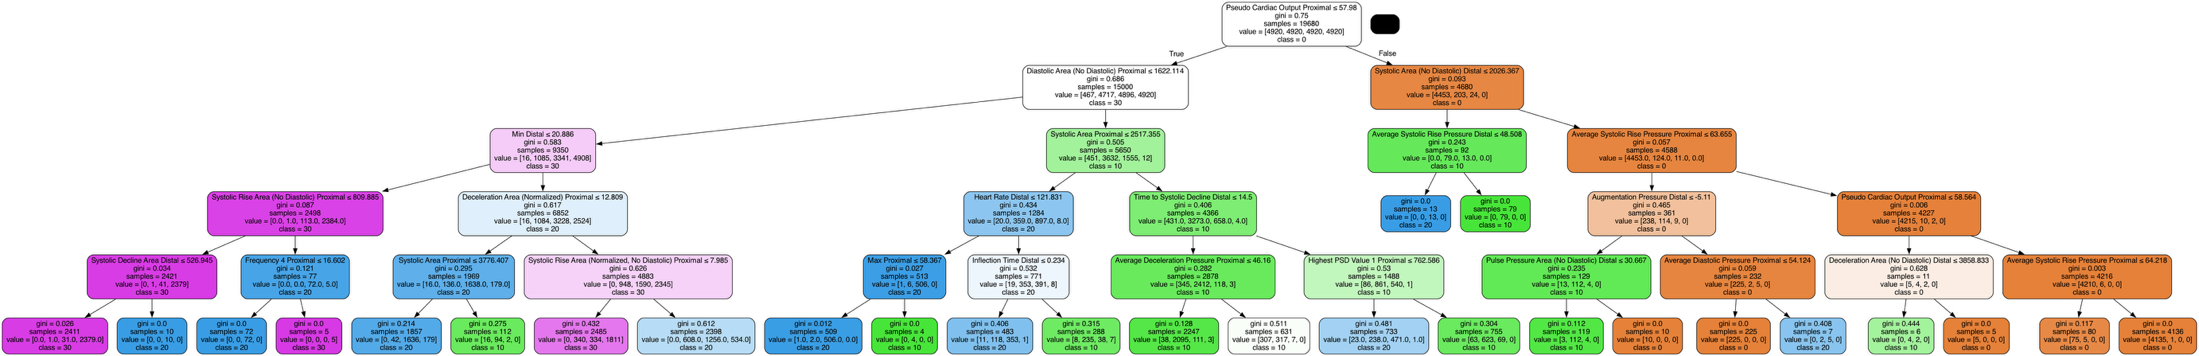 Pseudo Cardiac Output Proximal ≤ 57.98
gini = 0.75
samples = 19680
value = [4920, 4920, 4920, 4920]
class = 0
True
False
Diastolic Area (No Diastolic) Proximal ≤ 1622.114
gini = 0.686
samples = 15000
value = [467, 4717, 4896, 4920]
class = 30
Systolic Area (No Diastolic) Distal ≤ 2026.367
gini = 0.093
samples = 4680
value = [4453, 203, 24, 0]
class = 0
Min Distal ≤ 20.886
gini = 0.583
samples = 9350
value = [16, 1085, 3341, 4908]
class = 30
Systolic Area Proximal ≤ 2517.355
gini = 0.505
samples = 5650
value = [451, 3632, 1555, 12]
class = 10
Average Systolic Rise Pressure Distal ≤ 48.508
gini = 0.243
samples = 92
value = [0.0, 79.0, 13.0, 0.0]
class = 10
Average Systolic Rise Pressure Proximal ≤ 63.655
gini = 0.057
samples = 4588
value = [4453.0, 124.0, 11.0, 0.0]
class = 0
Systolic Rise Area (No Diastolic) Proximal ≤ 809.885
gini = 0.087
samples = 2498
value = [0.0, 1.0, 113.0, 2384.0]
class = 30
Deceleration Area (Normalized) Proximal ≤ 12.809
gini = 0.617
samples = 6852
value = [16, 1084, 3228, 2524]
class = 20
Heart Rate Distal ≤ 121.831
gini = 0.434
samples = 1284
value = [20.0, 359.0, 897.0, 8.0]
class = 20
Time to Systolic Decline Distal ≤ 14.5
gini = 0.406
samples = 4366
value = [431.0, 3273.0, 658.0, 4.0]
class = 10
gini = 0.0
samples = 13
value = [0, 0, 13, 0]
class = 20
gini = 0.0
samples = 79
value = [0, 79, 0, 0]
class = 10
Augmentation Pressure Distal ≤ -5.11
gini = 0.465
samples = 361
value = [238, 114, 9, 0]
class = 0
Pseudo Cardiac Output Proximal ≤ 58.564
gini = 0.006
samples = 4227
value = [4215, 10, 2, 0]
class = 0
Systolic Decline Area Distal ≤ 526.945
gini = 0.034
samples = 2421
value = [0, 1, 41, 2379]
class = 30
Frequency 4 Proximal ≤ 16.602
gini = 0.121
samples = 77
value = [0.0, 0.0, 72.0, 5.0]
class = 20
Systolic Area Proximal ≤ 3776.407
gini = 0.295
samples = 1969
value = [16.0, 136.0, 1638.0, 179.0]
class = 20
Systolic Rise Area (Normalized, No Diastolic) Proximal ≤ 7.985
gini = 0.626
samples = 4883
value = [0, 948, 1590, 2345]
class = 30
Max Proximal ≤ 58.367
gini = 0.027
samples = 513
value = [1, 6, 506, 0]
class = 20
Inflection Time Distal ≤ 0.234
gini = 0.532
samples = 771
value = [19, 353, 391, 8]
class = 20
Average Deceleration Pressure Proximal ≤ 46.16
gini = 0.282
samples = 2878
value = [345, 2412, 118, 3]
class = 10
Highest PSD Value 1 Proximal ≤ 762.586
gini = 0.53
samples = 1488
value = [86, 861, 540, 1]
class = 10
Pulse Pressure Area (No Diastolic) Distal ≤ 30.667
gini = 0.235
samples = 129
value = [13, 112, 4, 0]
class = 10
Average Diastolic Pressure Proximal ≤ 54.124
gini = 0.059
samples = 232
value = [225, 2, 5, 0]
class = 0
Deceleration Area (No Diastolic) Distal ≤ 3858.833
gini = 0.628
samples = 11
value = [5, 4, 2, 0]
class = 0
Average Systolic Rise Pressure Proximal ≤ 64.218
gini = 0.003
samples = 4216
value = [4210, 6, 0, 0]
class = 0
gini = 0.026
samples = 2411
value = [0.0, 1.0, 31.0, 2379.0]
class = 30
gini = 0.0
samples = 10
value = [0, 0, 10, 0]
class = 20
gini = 0.0
samples = 72
value = [0, 0, 72, 0]
class = 20
gini = 0.0
samples = 5
value = [0, 0, 0, 5]
class = 30
gini = 0.214
samples = 1857
value = [0, 42, 1636, 179]
class = 20
gini = 0.275
samples = 112
value = [16, 94, 2, 0]
class = 10
gini = 0.432
samples = 2485
value = [0, 340, 334, 1811]
class = 30
gini = 0.612
samples = 2398
value = [0.0, 608.0, 1256.0, 534.0]
class = 20
gini = 0.012
samples = 509
value = [1.0, 2.0, 506.0, 0.0]
class = 20
gini = 0.0
samples = 4
value = [0, 4, 0, 0]
class = 10
gini = 0.406
samples = 483
value = [11, 118, 353, 1]
class = 20
gini = 0.315
samples = 288
value = [8, 235, 38, 7]
class = 10
gini = 0.128
samples = 2247
value = [38, 2095, 111, 3]
class = 10
gini = 0.511
samples = 631
value = [307, 317, 7, 0]
class = 10
gini = 0.481
samples = 733
value = [23.0, 238.0, 471.0, 1.0]
class = 20
gini = 0.304
samples = 755
value = [63, 623, 69, 0]
class = 10
gini = 0.112
samples = 119
value = [3, 112, 4, 0]
class = 10
gini = 0.0
samples = 10
value = [10, 0, 0, 0]
class = 0
gini = 0.0
samples = 225
value = [225, 0, 0, 0]
class = 0
gini = 0.408
samples = 7
value = [0, 2, 5, 0]
class = 20
gini = 0.444
samples = 6
value = [0, 4, 2, 0]
class = 10
gini = 0.0
samples = 5
value = [5, 0, 0, 0]
class = 0
gini = 0.117
samples = 80
value = [75, 5, 0, 0]
class = 0
gini = 0.0
samples = 4136
value = [4135, 1, 0, 0]
class = 0